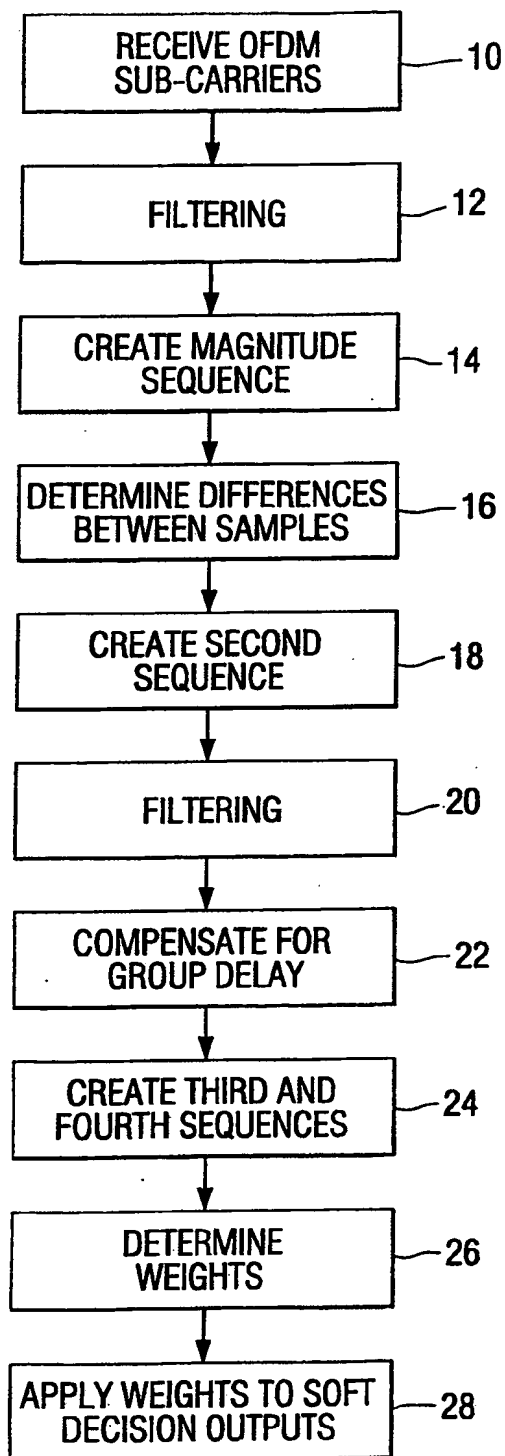 RECEIVE OFDM
SUB-CARRIERS
10
FILTERING
12
CREATE MAGNITUDE
SEQUENCE
14
DETERMINE DIFFERENCES
BETWEEN SAMPLES
16
CREATE SECOND
SEQUENCE
18
FILTERING
20
COMPENSATE FOR
GROUP DELAY
22
CREATE THIRD AND
FOURTH SEQUENCES
24
DETERMINE
WEIGHTS
26
APPLY WEIGHTS TO SOFT
DECISION OUTPUTS
28